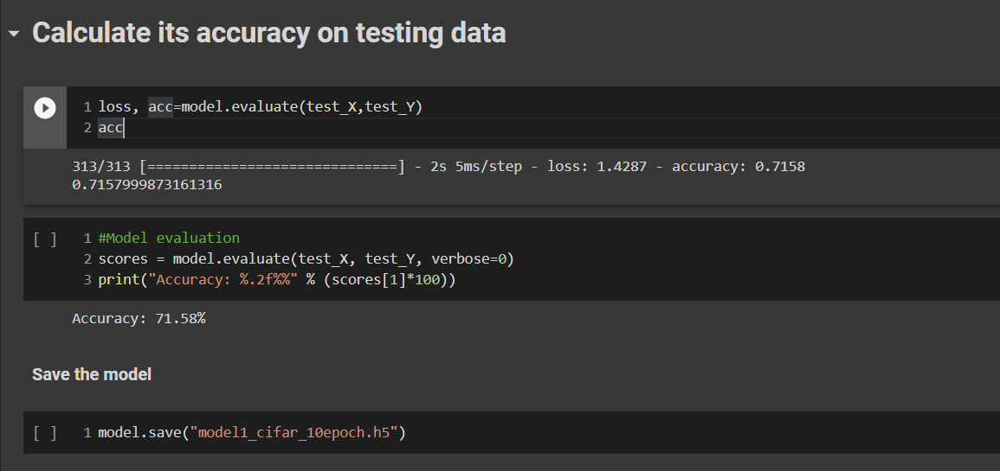 Calculate its accuracy on testing data
1 loss, acc=model.evaluate(test_X,test_Y)
2 acc
313/313 [==============================] - 2s 5ms/step - loss: 1.4287 - accuracy: 0.7158
0.7157999873161316
[ ] 1 #Model evaluation
2 scores = model.evaluate(test_X, test_Y, verbose=0)
3 print("Accuracy: %.2f%%" % (scores[1]*100))
Accuracy: 71.58%
Save the model
[ ] 1 model.save("model1_cifar_10epoch.h5")